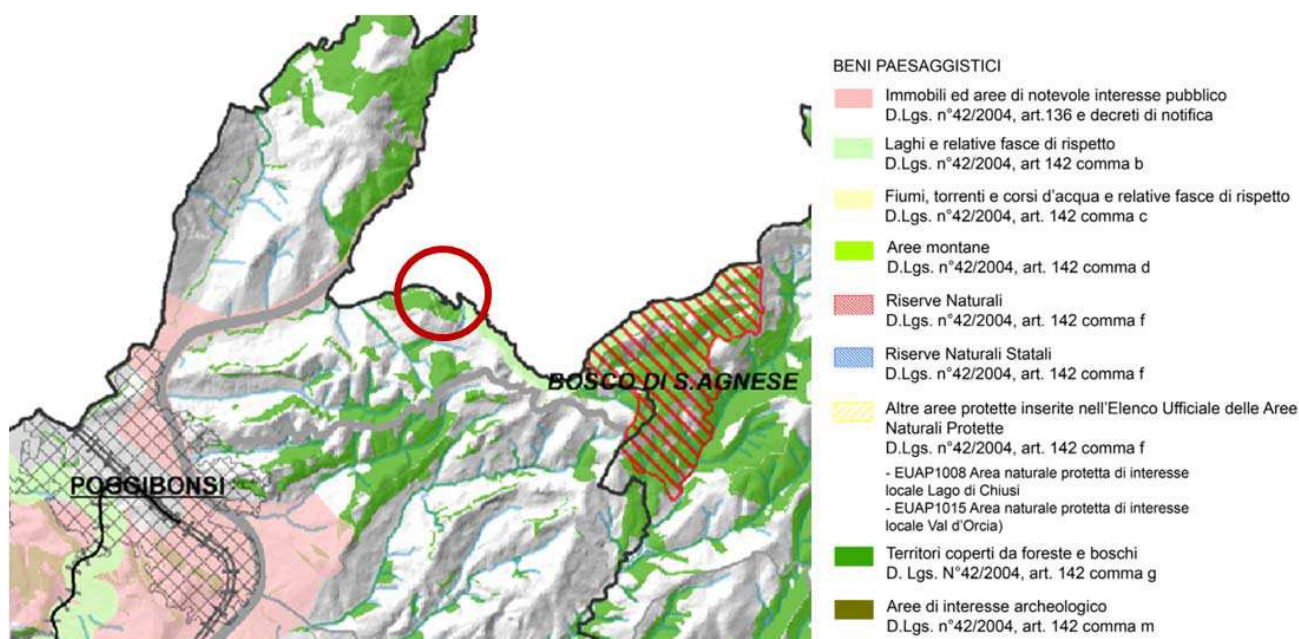 BOSCO DI S.AGNESE
POGGIBONSI
BENI PAESAGGISTICI
Immobili ed aree di notevole interesse pubblico
D.Lgs. n°42/2004, art.136 e decreti di notifica
Laghi e relative fasce di rispetto
D.Lgs. n°42/2004, art 142 comma b
Fiumi, torrenti e corsi d'acqua e relative fasce di rispetto
D.Lgs. n°42/2004, art. 142 comma c
Aree montane
D.Lgs. n°42/2004, art. 142 comma d
Riserve Naturali
D.Lgs. n°42/2004, art. 142 comma f
Riserve Naturali Statali
D.Lgs. n°42/2004, art. 142 comma f
Altre aree protette inserite nell'Elenco Ufficiale delle Aree
Naturali Protette
D.Lgs. n°42/2004, art. 142 comma f
- EUAP1008 Area naturale protetta di interesse
locale Lago di Chiusi
- EUAP1015 Area naturale protetta di interesse
locale Val d'Orcia)
Territori coperti da foreste e boschi
D. Lgs. N°42/2004, art. 142 comma g
Aree di interesse archeologico
D.Lgs. n°42/2004, art. 142 comma m